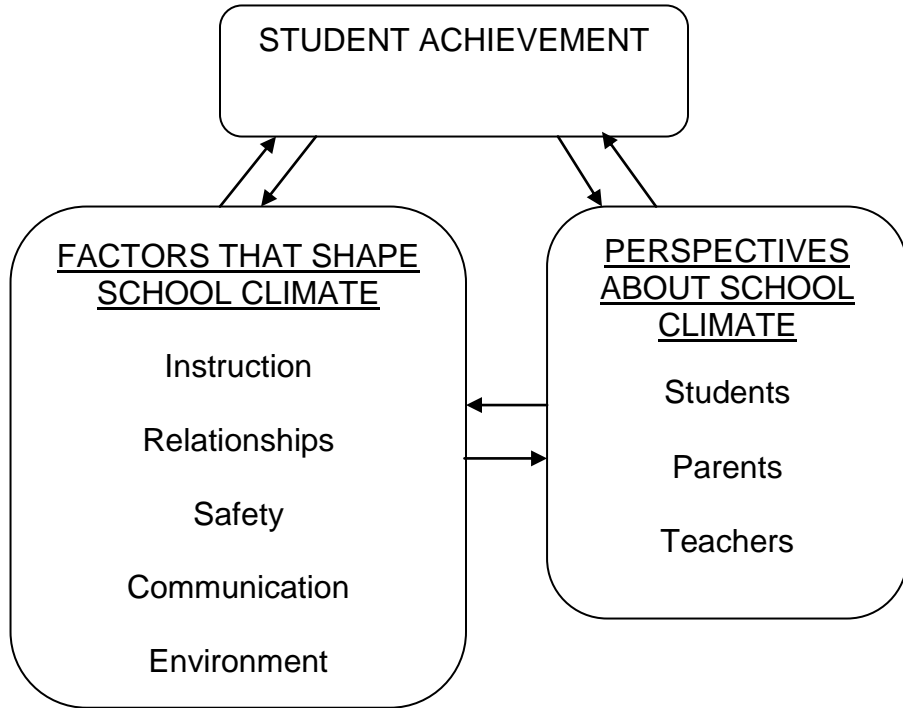 STUDENT ACHIEVEMENT
FACTORS THAT SHAPE
SCHOOL CLIMATE
Instruction
Relationships
Safety
Communication
Environment
PERSPECTIVES
ABOUT SCHOOL
CLIMATE
Students
Parents
Teachers